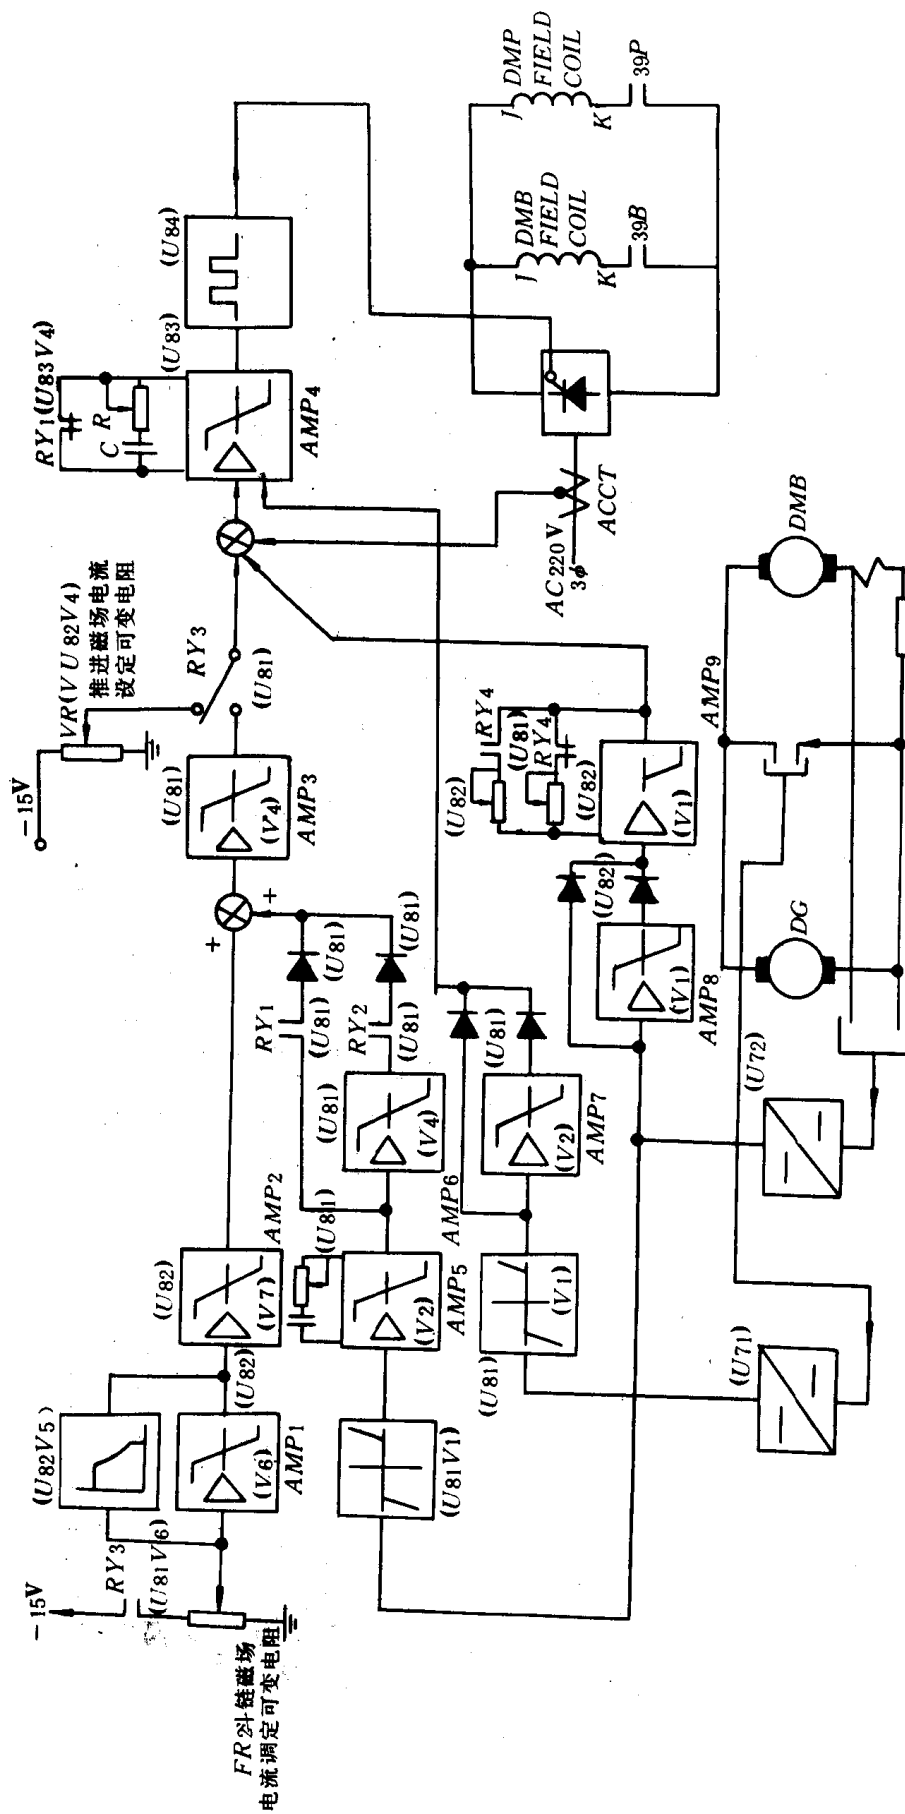 -15V
RY3
(U81V6)
FR2斗链磁场
电流调定可变电阻
(U82V5)
(V6)
AMP1
(U82)
(U82)
(V7)
AMP2
(U81V1)
(U81)
(V2)
AMP5
(U81)
(V4)
AMP6
RY1
(U81)
(U81)
RY2
(U81)
(U81)
+
+
(U81)
(V4)
AMP3
-15V
VR(VU82V4)
推进磁场电流
设定可变电阻
RY3
(U81)
RY1(U83V4)
R
C
(U83)
AMP4
(U84)
(U81)
(V1)
(V2)
AMP7
(U81)
(V1)
AMP8
(U82)
(U82)
RY4
(U81)
RY4
(U82)
(V1)
AC220V
3ϕ
ACCT
J
DMB
FIELD
COIL
K
39B
J
DMP
FIELD
COIL
K
39P
(U71)
(U72)
DG
AMP9
DMB